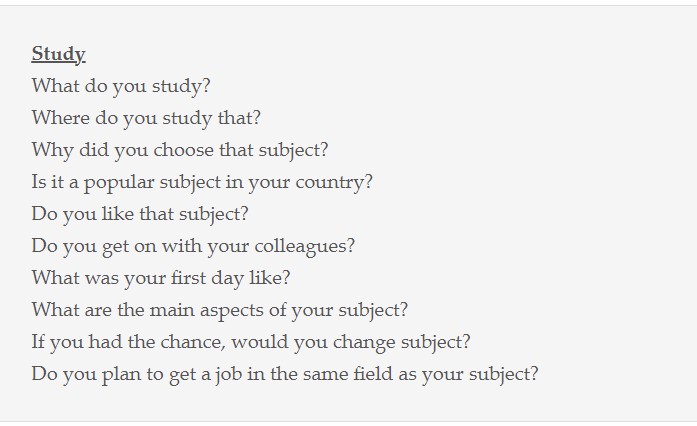 Study
What do you study?
Where do you study that?
Why did you choose that subject?
Is it a popular subject in your country?
Do you like that subject?
Do you get on with your colleagues?
What was your first day like?
What are the main aspects of your subject?
If you had the chance, would you change subject?
Do you plan to get a job in the same field as your subject?